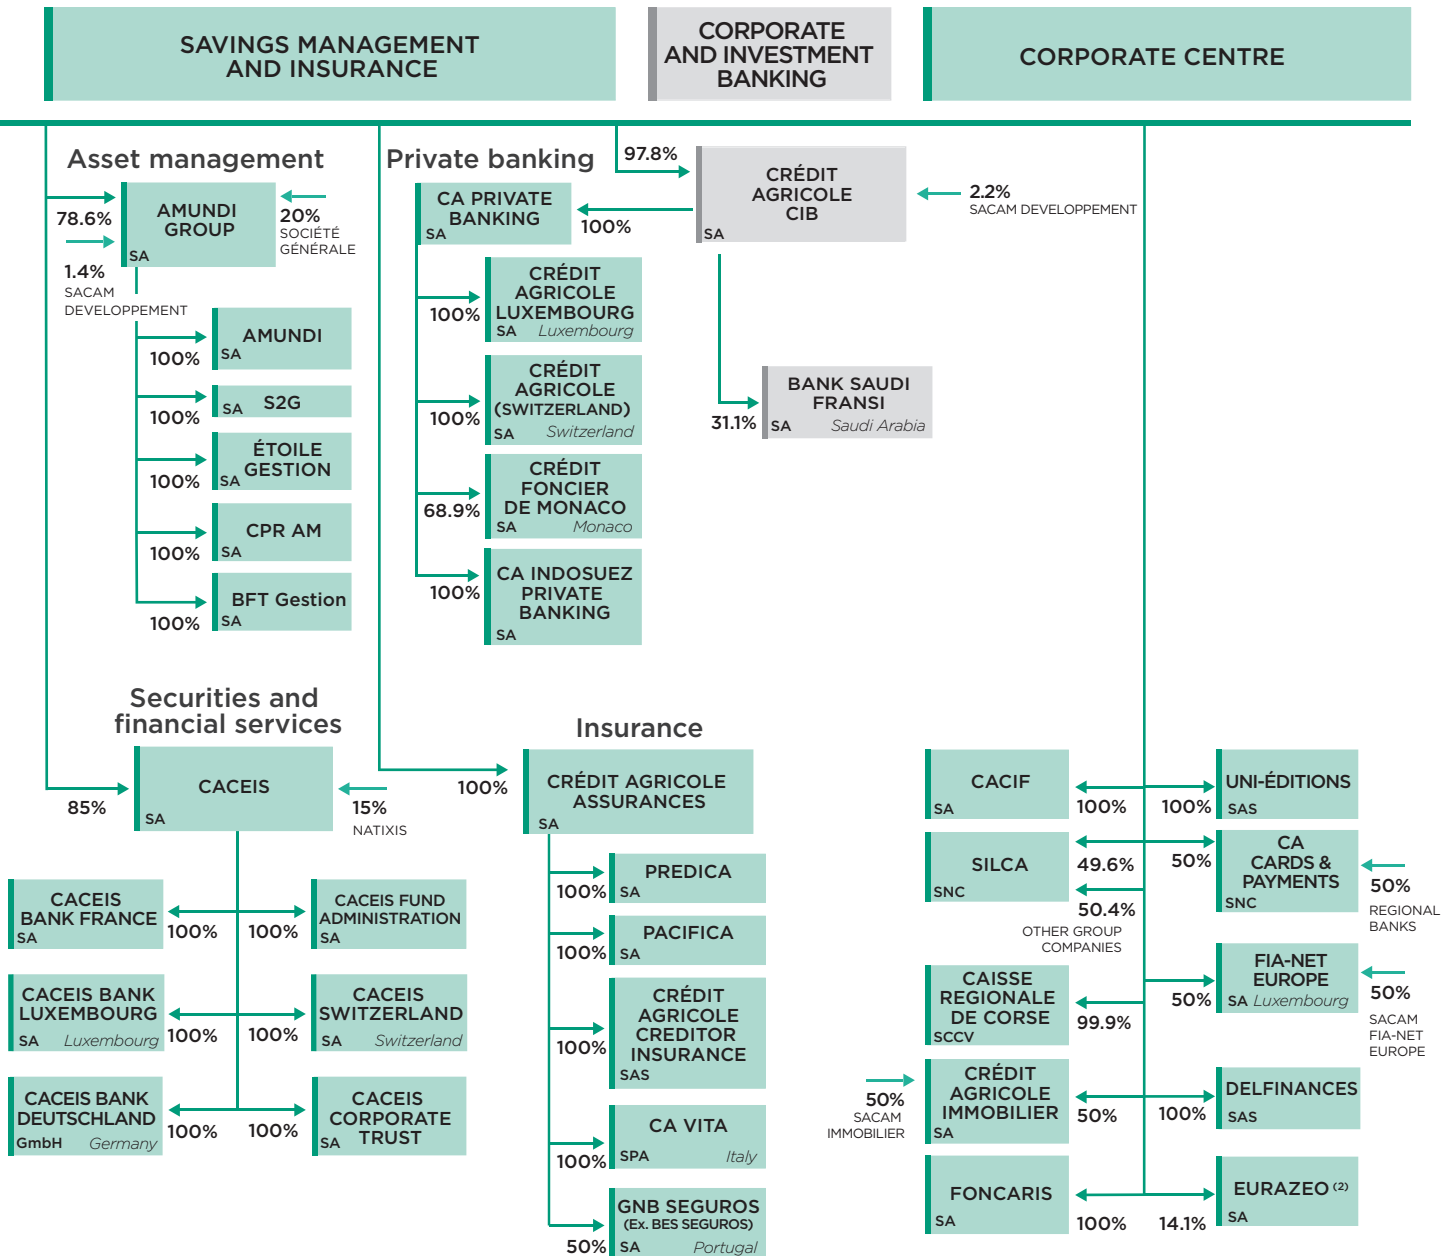 SAVINGS MANAGEMENT
AND INSURANCE
CORPORATE
AND INVESTMENT
BANKING
CORPORATE CENTRE
Asset management
78.6%
AMUNDI
GROUP
SA
20%
SOCIÉTÉ
GÉNÉRALE
1.4%
SACAM
DEVELOPPEMENT
100%
AMUNDI
SA
100%
SA S2G
100%
ÉTOILE
GESTION
SA
100%
CPR AM
SA
100%
BFT Gestion
SA
Private banking
CA PRIVATE
BANKING
SA
100%
97.8%
CRÉDIT
AGRICOLE
CIB
SA
2.2%
SACAM DEVELOPPEMENT
100%
CRÉDIT
AGRICOLE
LUXEMBOURG
SA Luxembourg
100%
CRÉDIT
AGRICOLE
(SWITZERLAND)
SA Switzerland
68.9%
CRÉDIT
FONCIER
DE MONACO
SA Monaco
100%
CA INDOSUEZ
PRIVATE
BANKING
SA
31.1%
BANK SAUDI
FRANSI
SA Saudi Arabia
Securities and
financial services
85%
CACEIS
SA
15%
NATIXIS
CACEIS
BANK FRANCE
SA
100%
100%
CACEIS FUND
ADMINISTRATION
SA
CACEIS BANK
LUXEMBOURG
SA Luxembourg
100%
100%
CACEIS
SWITZERLAND
SA Switzerland
CACEIS BANK
DEUTSCHLAND
GmbH Germany
100%
100%
CACEIS
CORPORATE
TRUST
SA
Insurance
100%
CRÉDIT AGRICOLE
ASSURANCES
SA
100%
PREDICA
SA
100%
PACIFICA
SA
100%
CRÉDIT
AGRICOLE
CREDITOR
INSURANCE
SAS
100%
CA VITA
SPA Italy
50%
GNB SEGUROS
(Ex. BES SEGUROS)
SA Portugal
CACIF
SA
100%
100%
UNI-ÉDITIONS
SAS
SILCA
SNC
49.6%
50.4%
OTHER GROUP
COMPANIES
50%
CA
CARDS &
PAYMENTS
SNC
50%
REGIONAL
BANKS
CAISSE
REGIONALE
DE CORSE
SCCV
99.9%
50%
FIA-NET
EUROPE
SA Luxembourg
50%
SACAM
FIA-NET
EUROPE
50%
SACAM
IMMOBILIER
CRÉDIT
AGRICOLE
IMMOBILIER
SA
50%
100%
DELFINANCES
SAS
FONCARIS
SA
100%
14.1%
EURAZEO (2)
SA